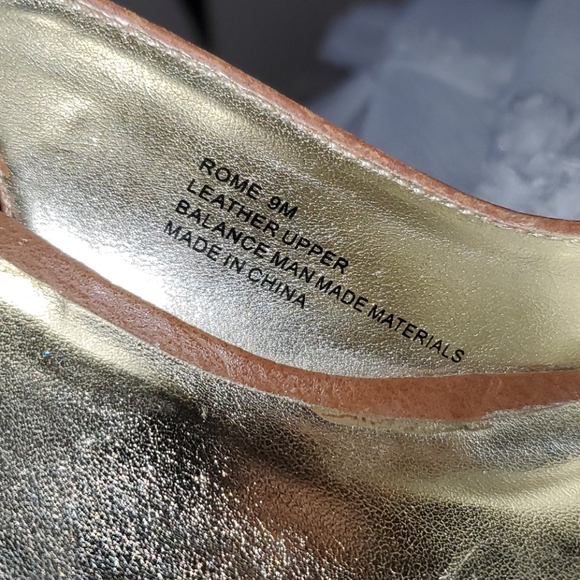 ROME 9M
LEATHER UPPER
BALANCE MAN MADE MATERIALS
MADE IN CHINA